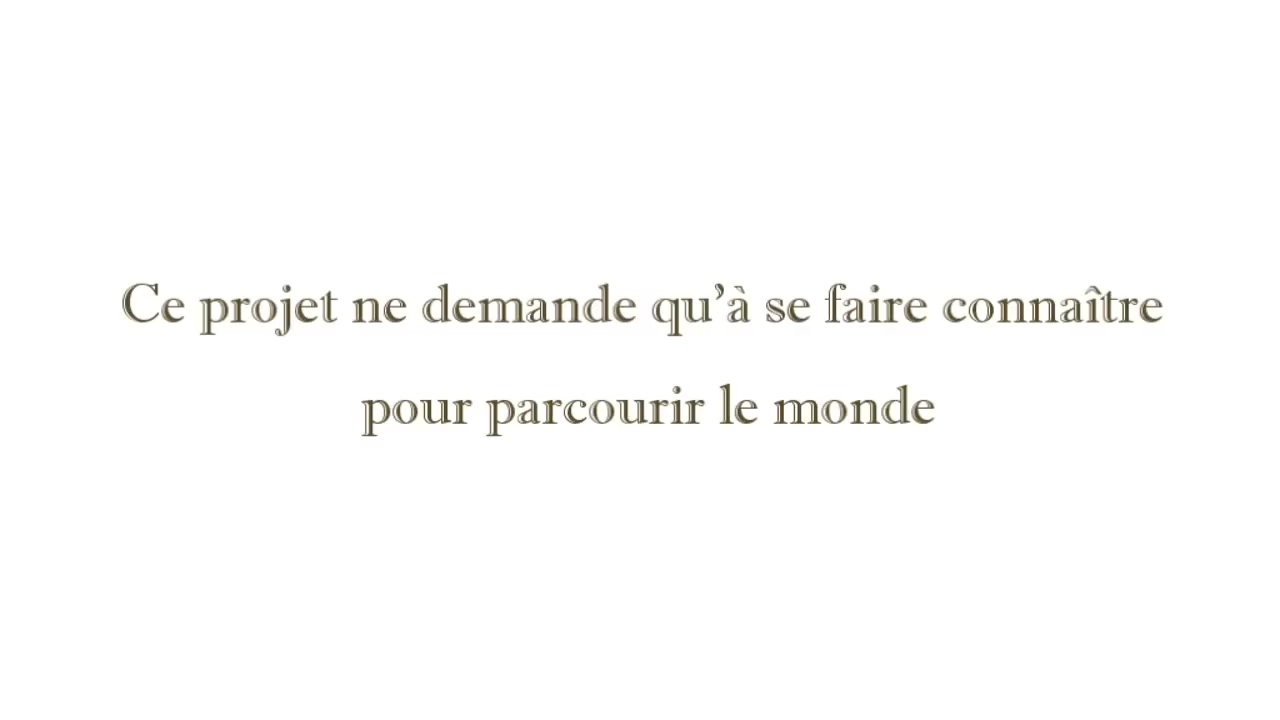 Ce projet ne demande qu’à se faire connaître
pour parcourir le monde